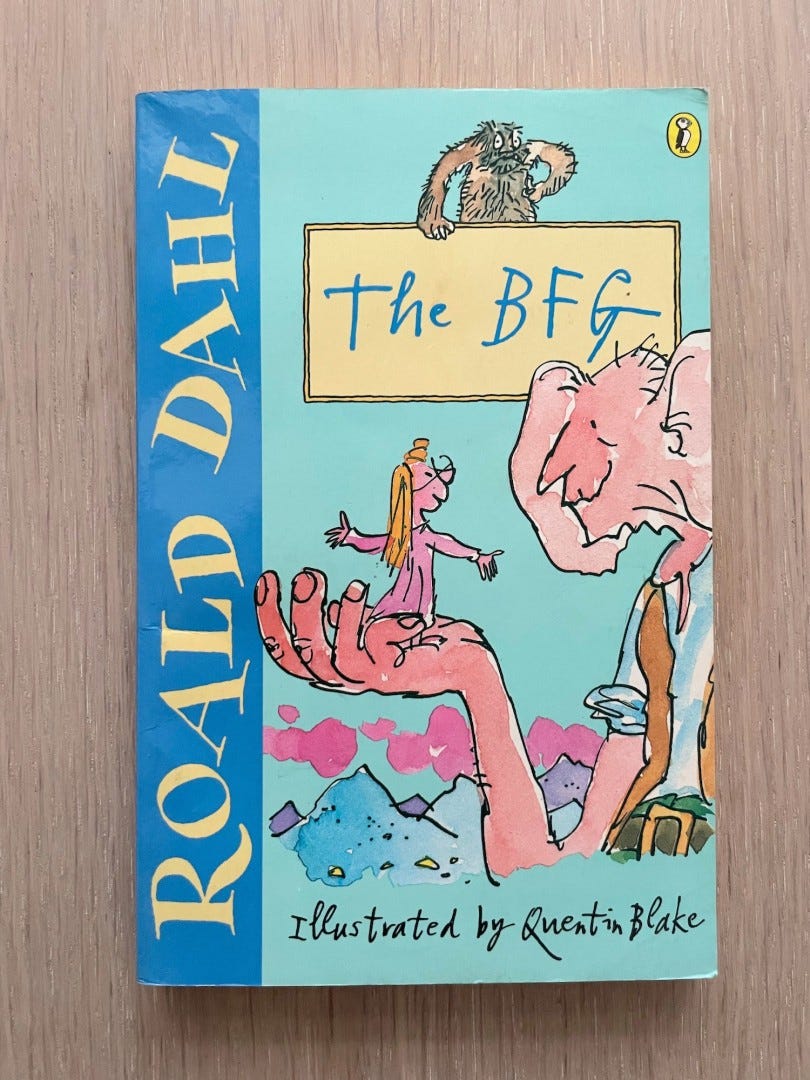 ROALD DAHL
The BFG
Illustrated by Quentin Blake